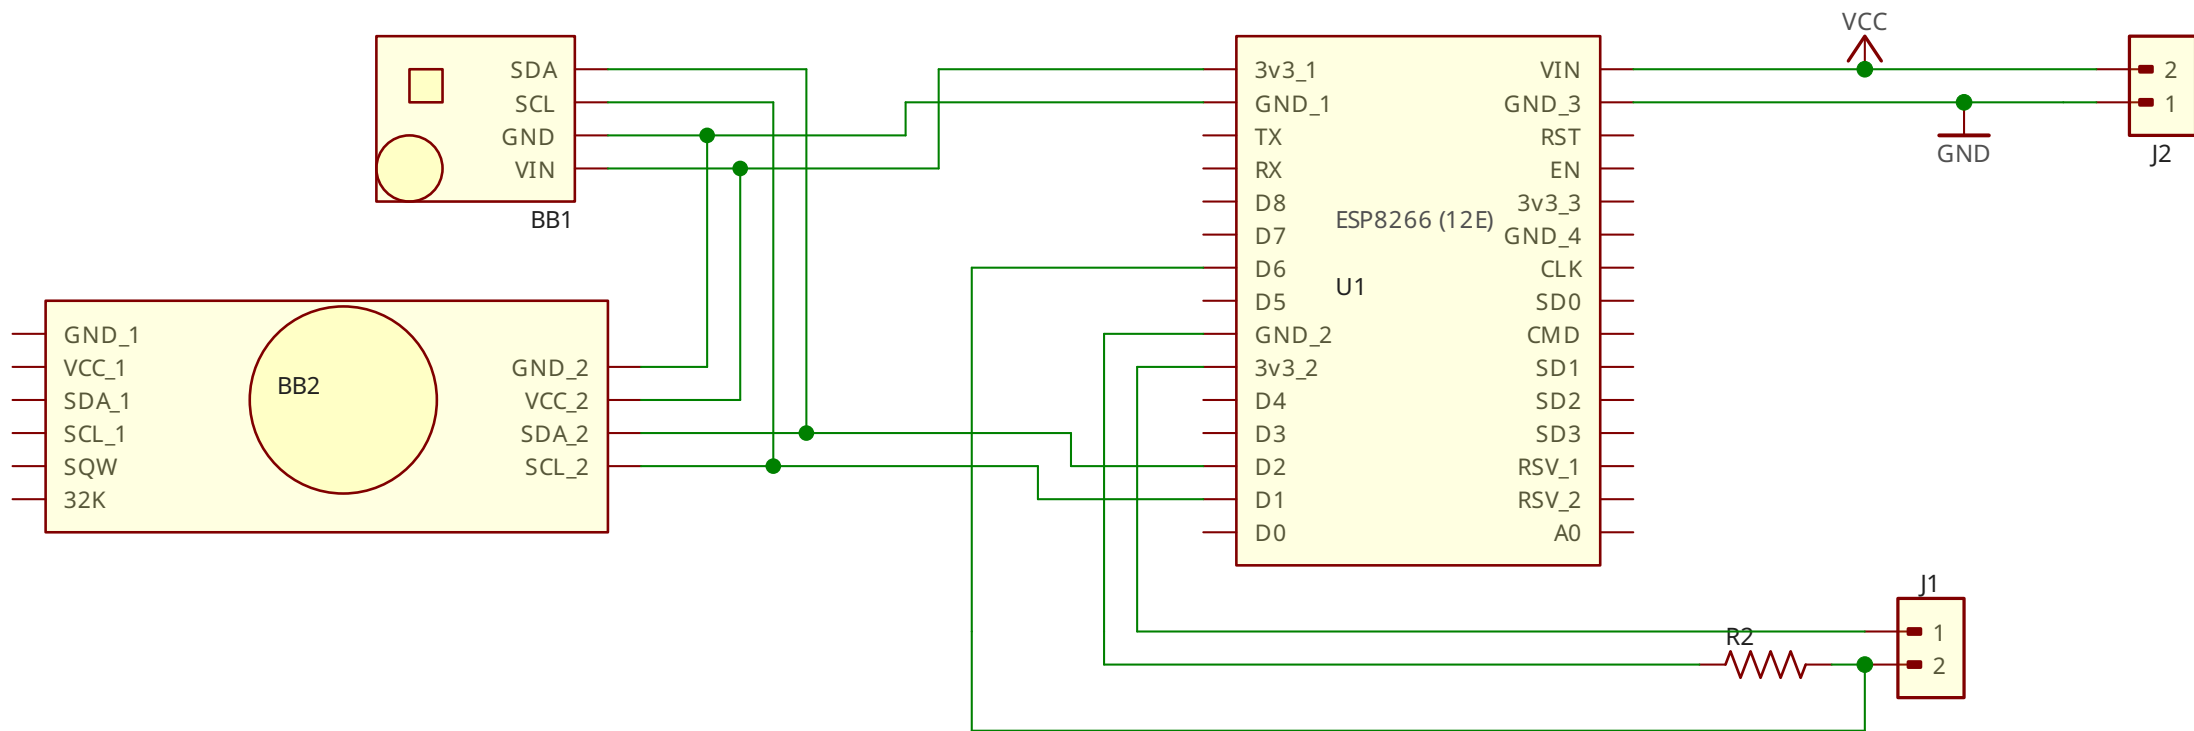 VCC
SDA
SCL
GND
VIN
BB1
3v3_1
GND_1
TX
RX
D8
D7
D6
D5
GND_2
3v3_2
D4
D3
D2
D1
D0
ESP8266 (12E)
U1
VIN
GND_3
RST
EN
3v3_3
GND_4
CLK
SD0
CMD
SD1
SD2
SD3
RSV_1
RSV_2
A0
GND
2
1
J2
GND_1
VCC_1
SDA_1
SCL_1
SQW
32K
BB2
GND_2
VCC_2
SDA_2
SCL_2
J1
R2
1
2